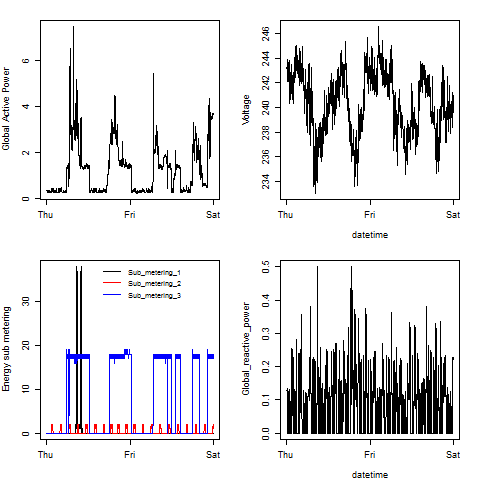 Global Active Power
0 2 4 6
Thu Fri Sat
Voltage
234 236 238 240 242 244 246
Thu Fri Sat
datetime
Energy sub metering
0 10 20 30
Sub_metering_1
Sub_metering_2
Sub_metering_3
Thu Fri Sat
Global_reactive_power
0.0 0.1 0.2 0.3 0.4 0.5
Thu Fri Sat
datetime